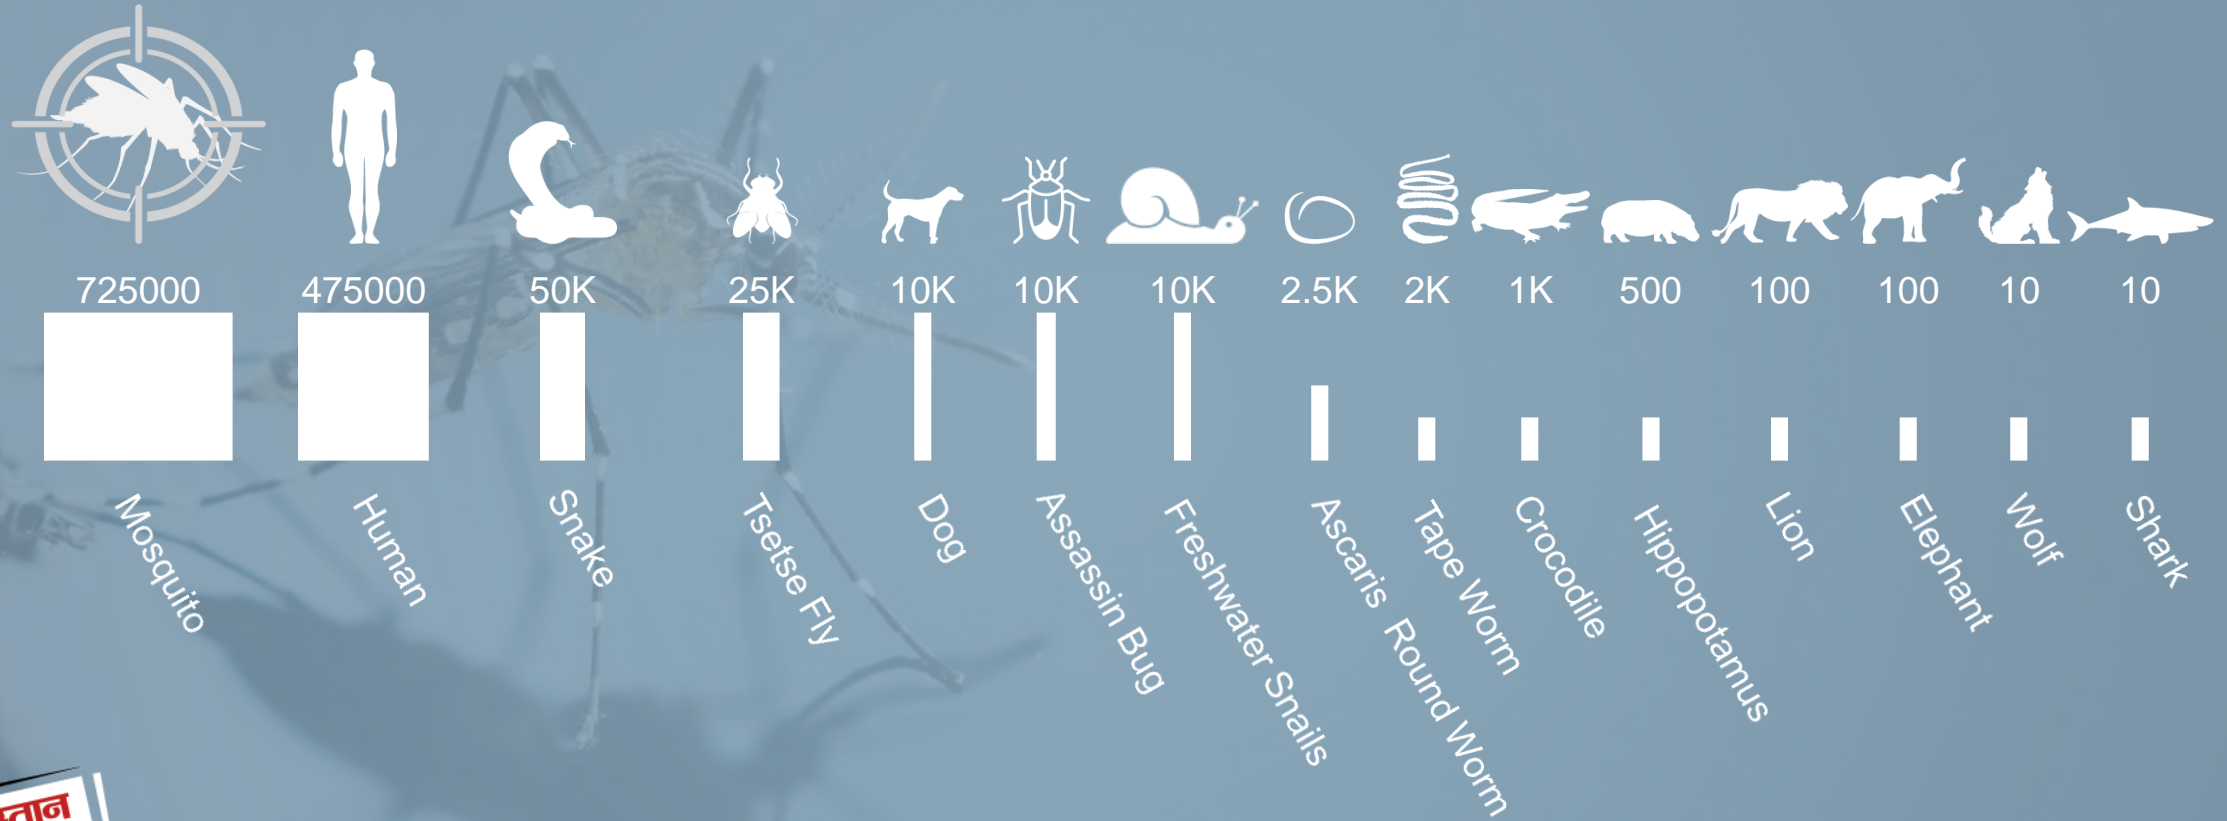 725000 475000 50K 25K 10K 10K 10K 2.5K 2K 1K 500 100 100 10 10
Mosquito
Human
Snake
Tsetse Fly
Dog
Assassin Bug
Freshwater Snails
Ascaris Round Worm
Tape Worm
Crocodile
Hippopotamus
Lion
Elephant
Wolf
Shark